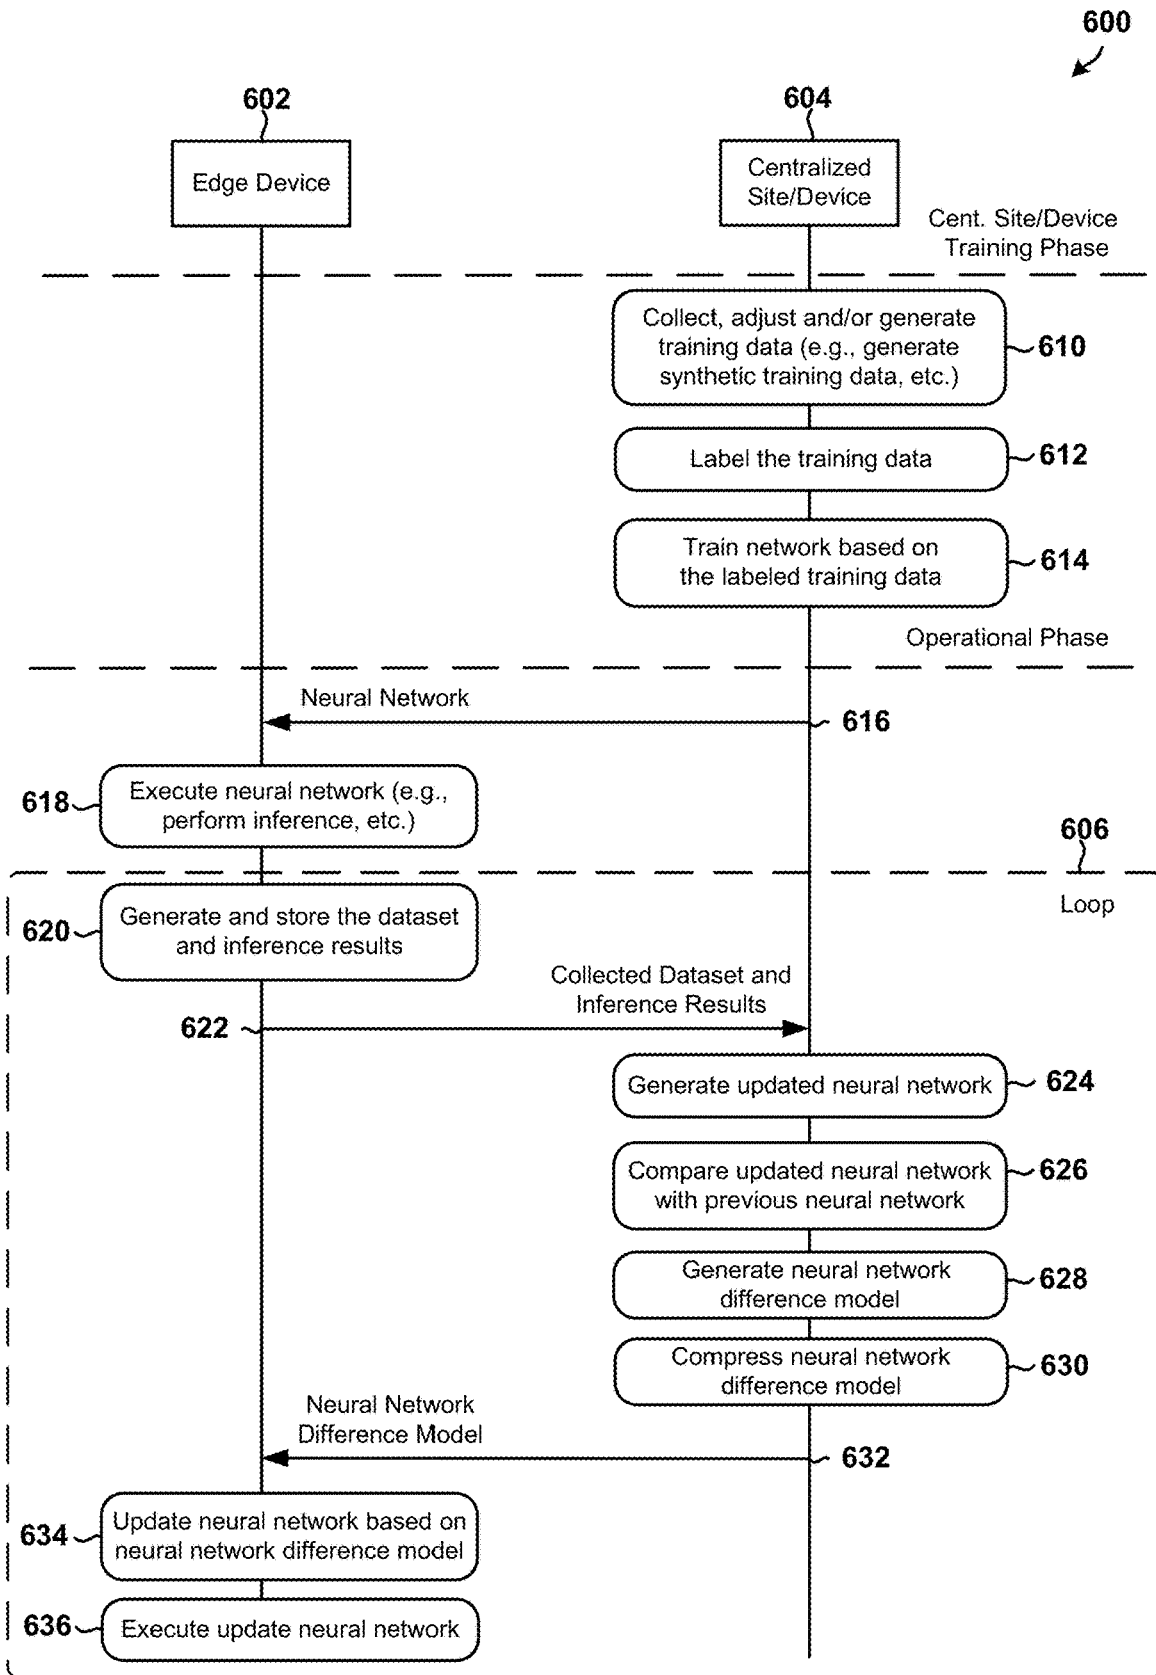 600
602
604
Edge Device
Centralized
Site/Device
Cent. Site/Device
Training Phase
Collect, adjust and/or generate
training data (e.g., generate
synthetic training data, etc.)
610
Label the training data
612
Train network based on
the labeled training data
614
Operational Phase
Neural Network
616
618
Execute neural network (e.g.,
perform inference, etc.)
606
Loop
620
Generate and store the dataset
and inference results
Collected Dataset and
Inference Results
622
Generate updated neural network
624
Compare updated neural network
with previous neural network
626
Generate neural network
difference model
628
Compress neural network
difference model
630
Neural Network
Difference Model
632
634
Update neural network based on
neural network difference model
636
Execute update neural network